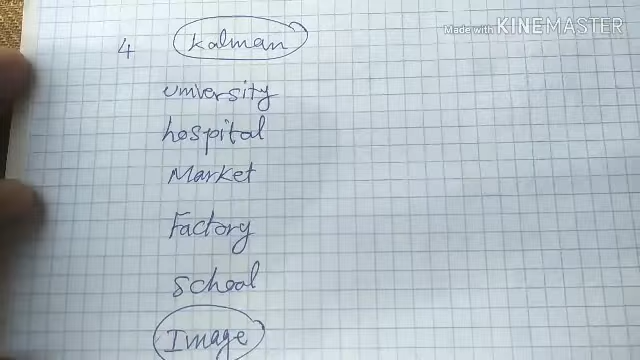 Made with KINEMASTER
4 Kalman
university
hospital
Market
Factory
school
Image